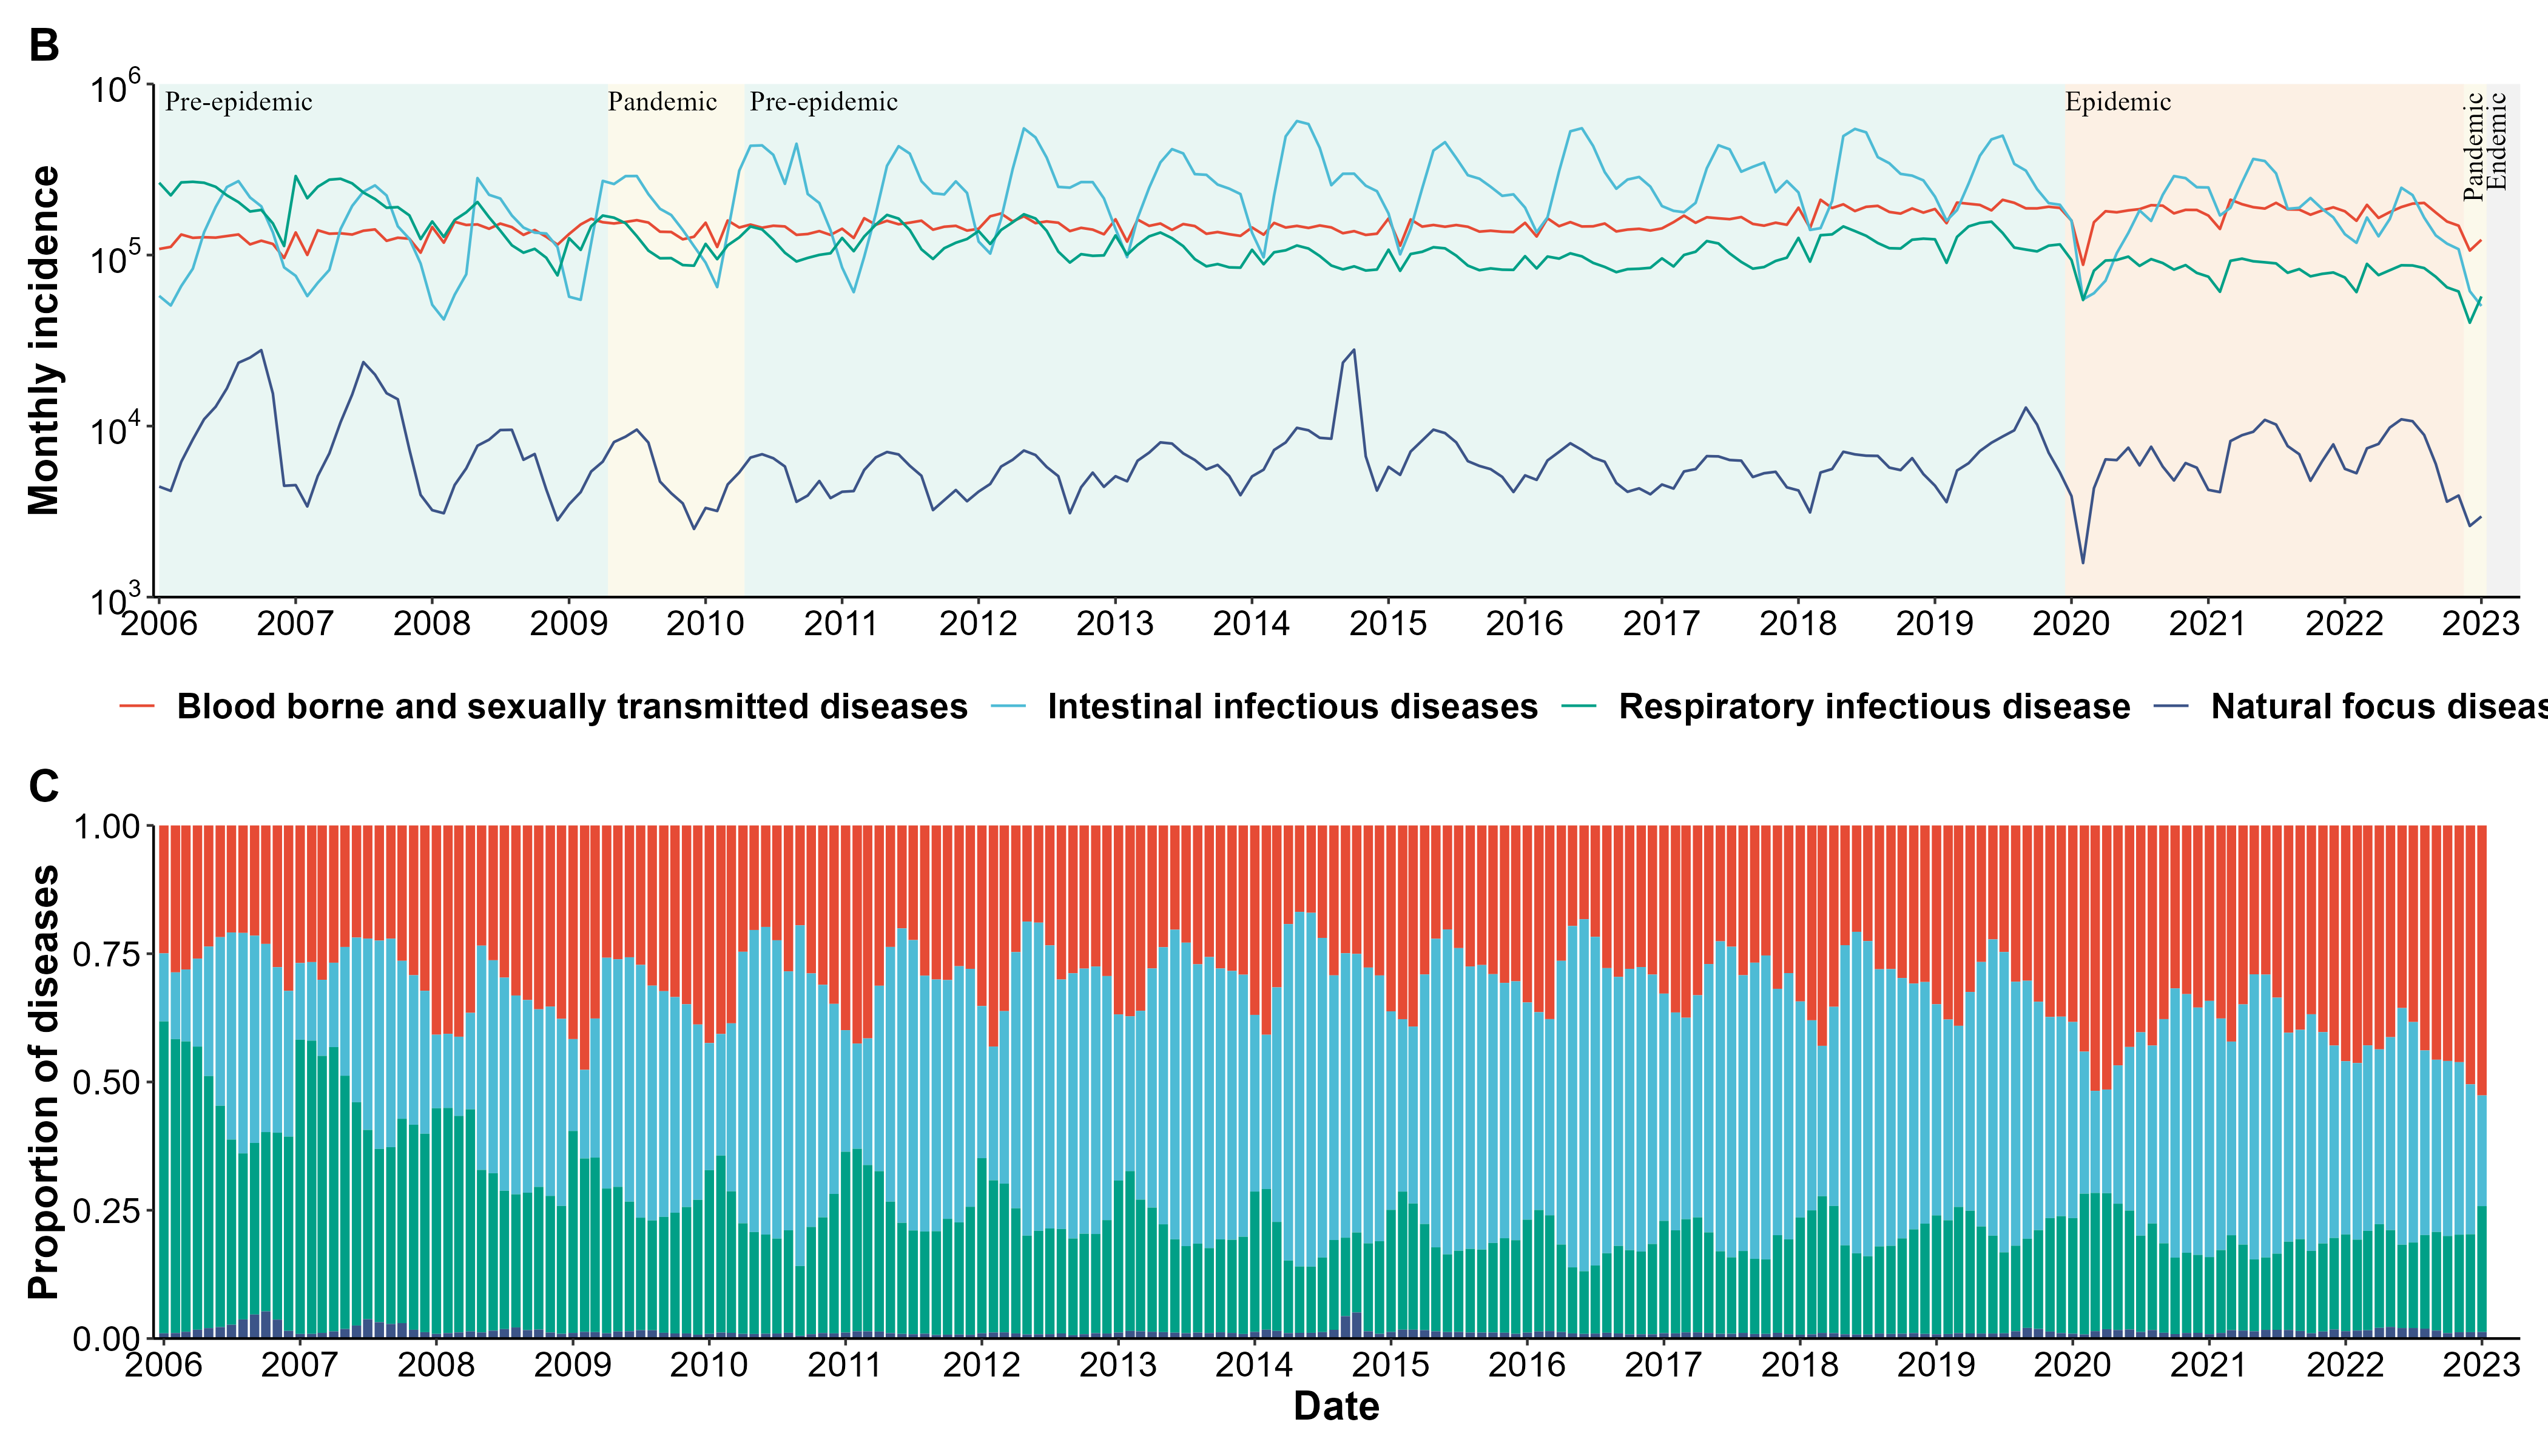 B
Monthly incidence
10^6
10^5
10^4
10^3
Pre-epidemic
Pandemic
Pre-epidemic
Epidemic
Pandemic
Endemic
2006 2007 2008 2009 2010 2011 2012 2013 2014 2015 2016 2017 2018 2019 2020 2021 2022 2023
Blood borne and sexually transmitted diseases Intestinal infectious diseases Respiratory infectious disease Natural focus diseas
C
Proportion of diseases
1.00
0.75
0.50
0.25
0.00
2006 2007 2008 2009 2010 2011 2012 2013 2014 2015 2016 2017 2018 2019 2020 2021 2022 2023
Date